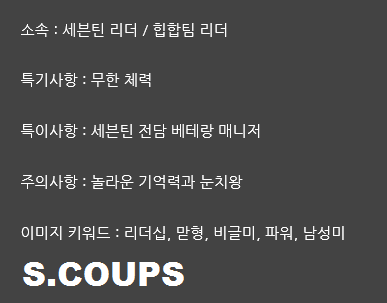 소속 : 세븐틴 리더 / 힙합팀 리더
특기사항 : 무한 체력
특이사항 : 세븐틴 전담 베테랑 매니저
주의사항 : 놀라운 기억력과 눈치왕
이미지 키워드 : 리더십, 맏형, 비글미, 파워, 남성미
S.COUPS